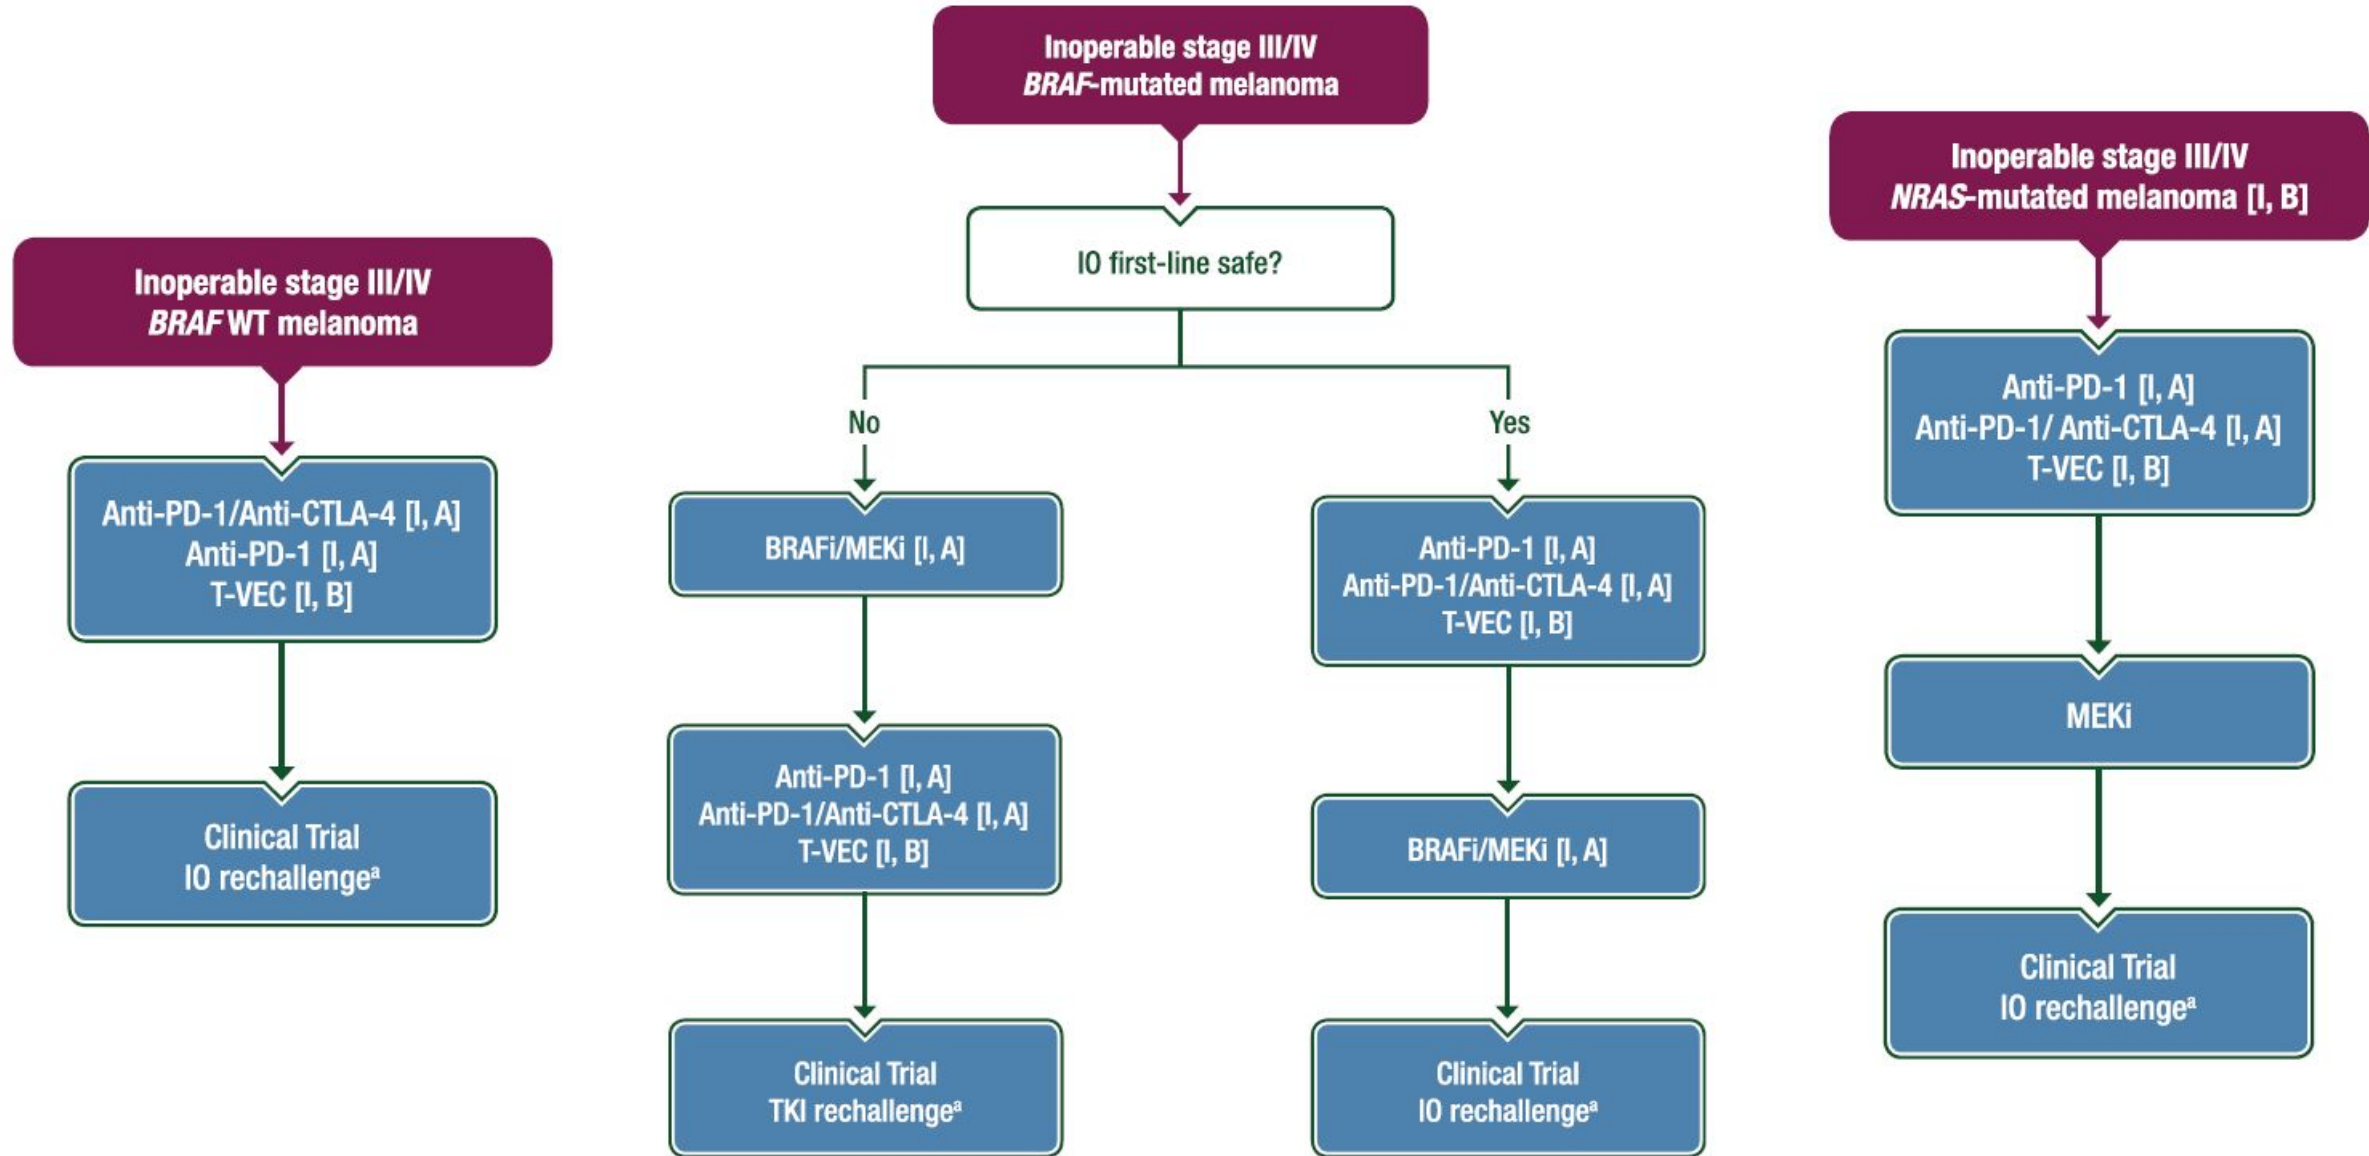 Inoperable stage III/IV
BRAF WT melanoma
Anti-PD-1/Anti-CTLA-4 [I, A]
Anti-PD-1 [I, A]
T-VEC [I, B]
Clinical Trial
IO rechallengeᵃ
Inoperable stage III/IV
BRAF-mutated melanoma
IO first-line safe?
No
BRAFi/MEKi [I, A]
Anti-PD-1 [I, A]
Anti-PD-1/Anti-CTLA-4 [I, A]
T-VEC [I, B]
Clinical Trial
TKI rechallengeᵃ
Yes
Anti-PD-1 [I, A]
Anti-PD-1/Anti-CTLA-4 [I, A]
T-VEC [I, B]
BRAFi/MEKi [I, A]
Clinical Trial
IO rechallengeᵃ
Inoperable stage III/IV
NRAS-mutated melanoma [I, B]
Anti-PD-1 [I, A]
Anti-PD-1/ Anti-CTLA-4 [I, A]
T-VEC [I, B]
MEKi
Clinical Trial
IO rechallengeᵃ